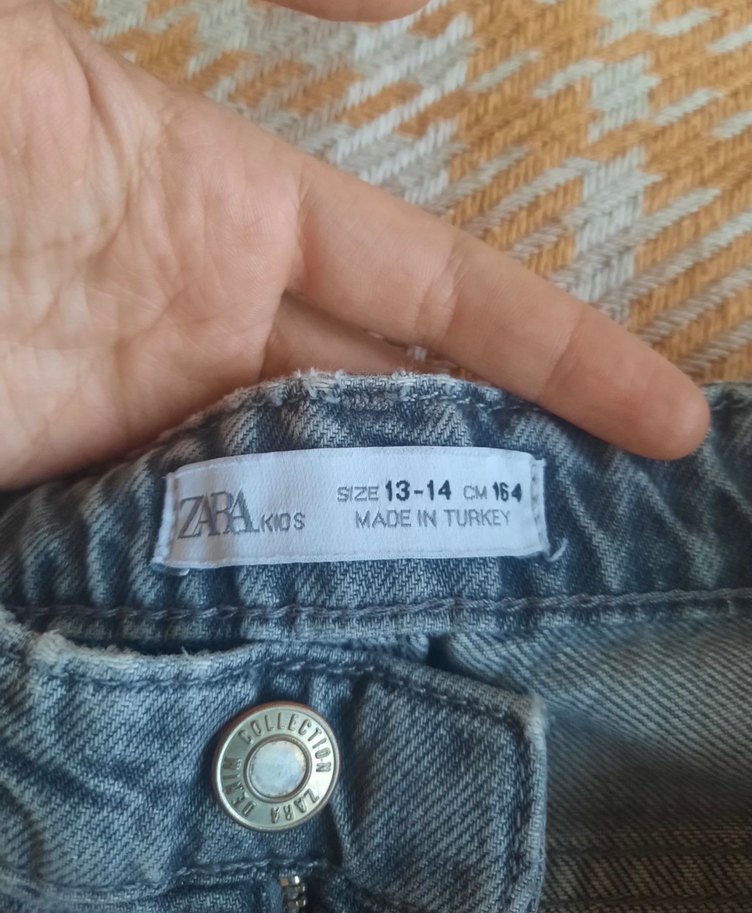 ZARA KIDS
SIZE 13-14 CM 164
MADE IN TURKEY
ZARA DENIM COLLECTION